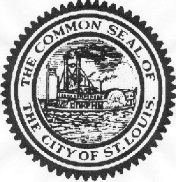 THE COMMON SEAL OF
THE CITY OF ST. LOUIS.